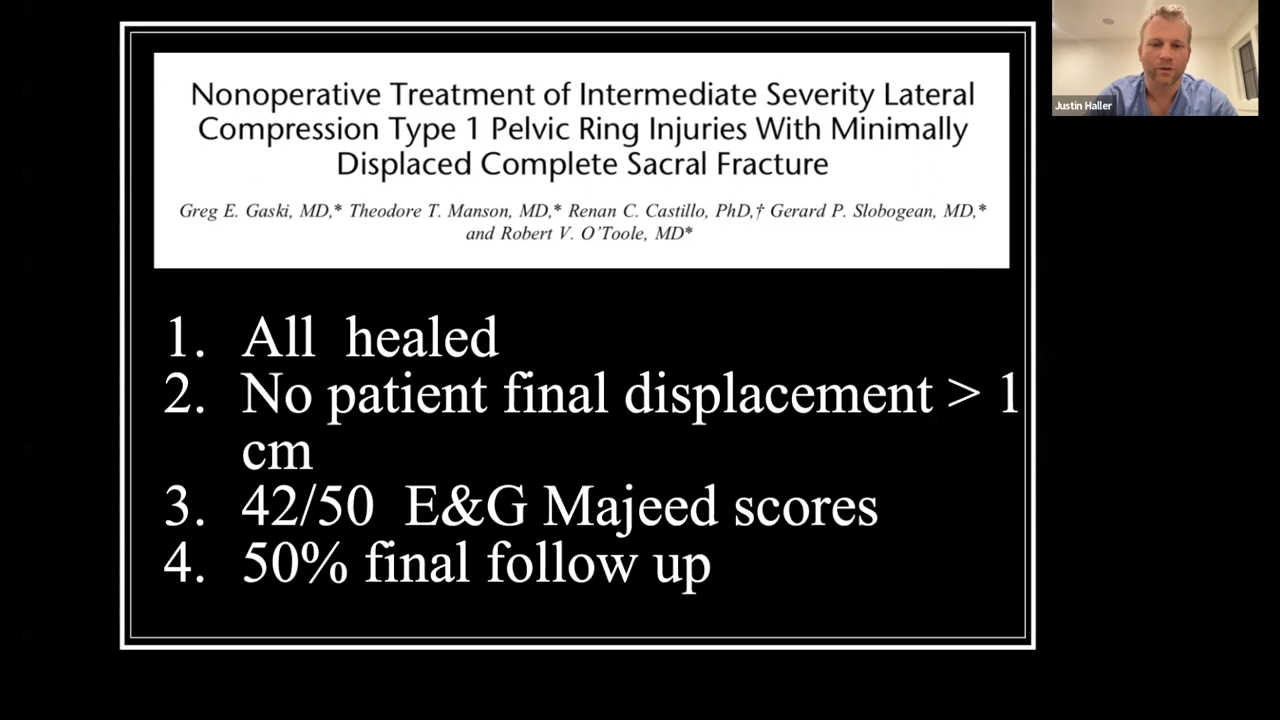 Nonoperative Treatment of Intermediate Severity Lateral
Compression Type 1 Pelvic Ring Injuries With Minimally
Displaced Complete Sacral Fracture
Greg E. Gaski, MD,* Theodore T. Manson, MD,* Renan C. Castillo, PhD,† Gerard P. Slobogean, MD,*
and Robert V. O'Toole, MD*
1. All healed
2. No patient final displacement > 1
cm
3. 42/50 E&G Majeed scores
4. 50% final follow up
Justin Haller